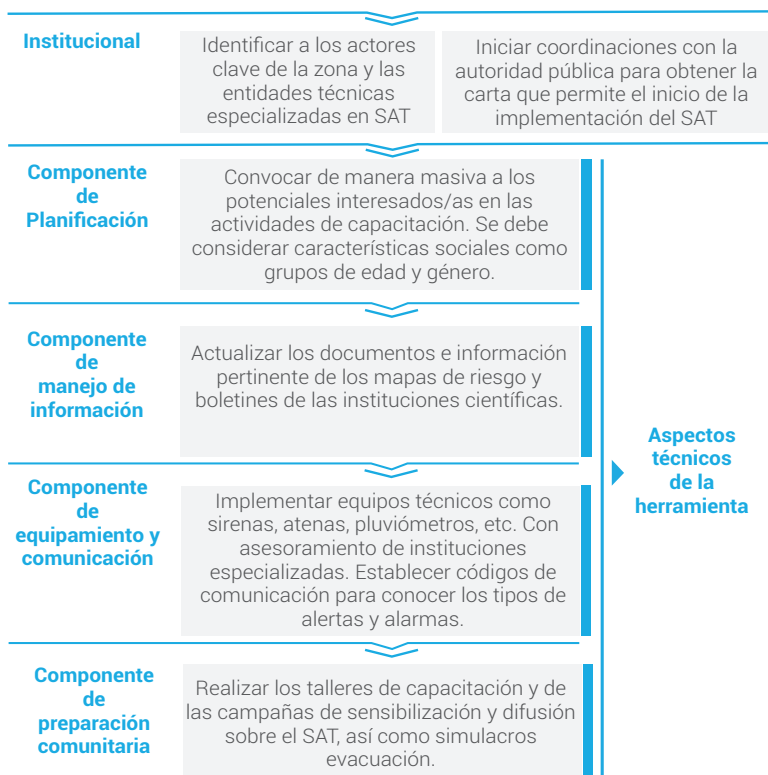 Institucional
Identificar a los actores
clave de la zona y las
entidades técnicas
especializadas en SAT
Iniciar coordinaciones con la
autoridad pública para obtener la
carta que permite el inicio de la
implementación del SAT
Componente
de
Planificación
Convocar de manera masiva a los
potenciales interesados/as en las
actividades de capacitación. Se debe
considerar características sociales como
grupos de edad y género.
Componente
de
manejo de
información
Actualizar los documentos e información
pertinente de los mapas de riesgo y
boletines de las instituciones científicas.
Componente
de
equipamiento y
comunicación
Implementar equipos técnicos como
sirenas, atenas, pluviómetros, etc. Con
asesoramiento de instituciones
especializadas. Establecer códigos de
comunicación para conocer los tipos de
alertas y alarmas.
Componente
de
preparación
comunitaria
Realizar los talleres de capacitación y de
las campañas de sensibilización y difusión
sobre el SAT, así como simulacros
evacuación.
Aspectos
técnicos
de la
herramienta